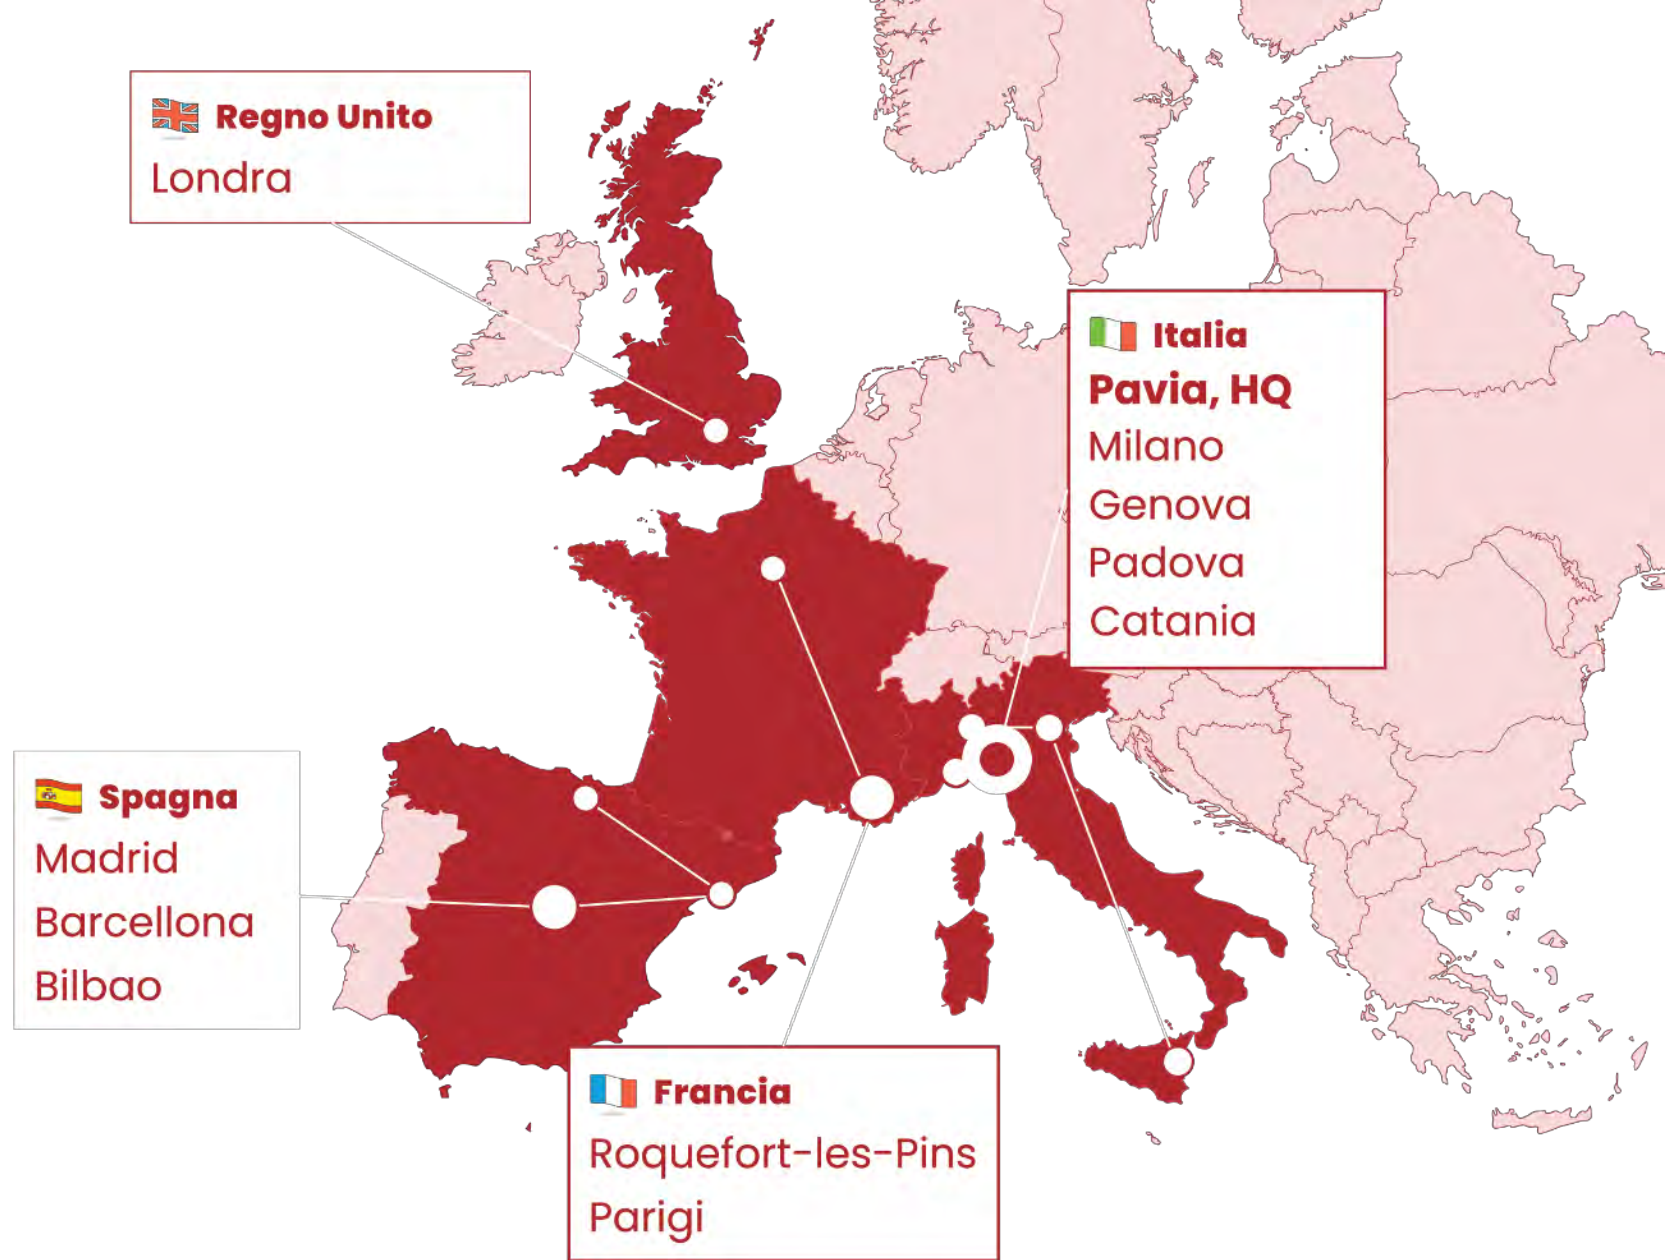 Regno Unito
Londra
Italia
Pavia, HQ
Milano
Genova
Padova
Catania
Spagna
Madrid
Barcellona
Bilbao
Francia
Roquefort-les-Pins
Parigi